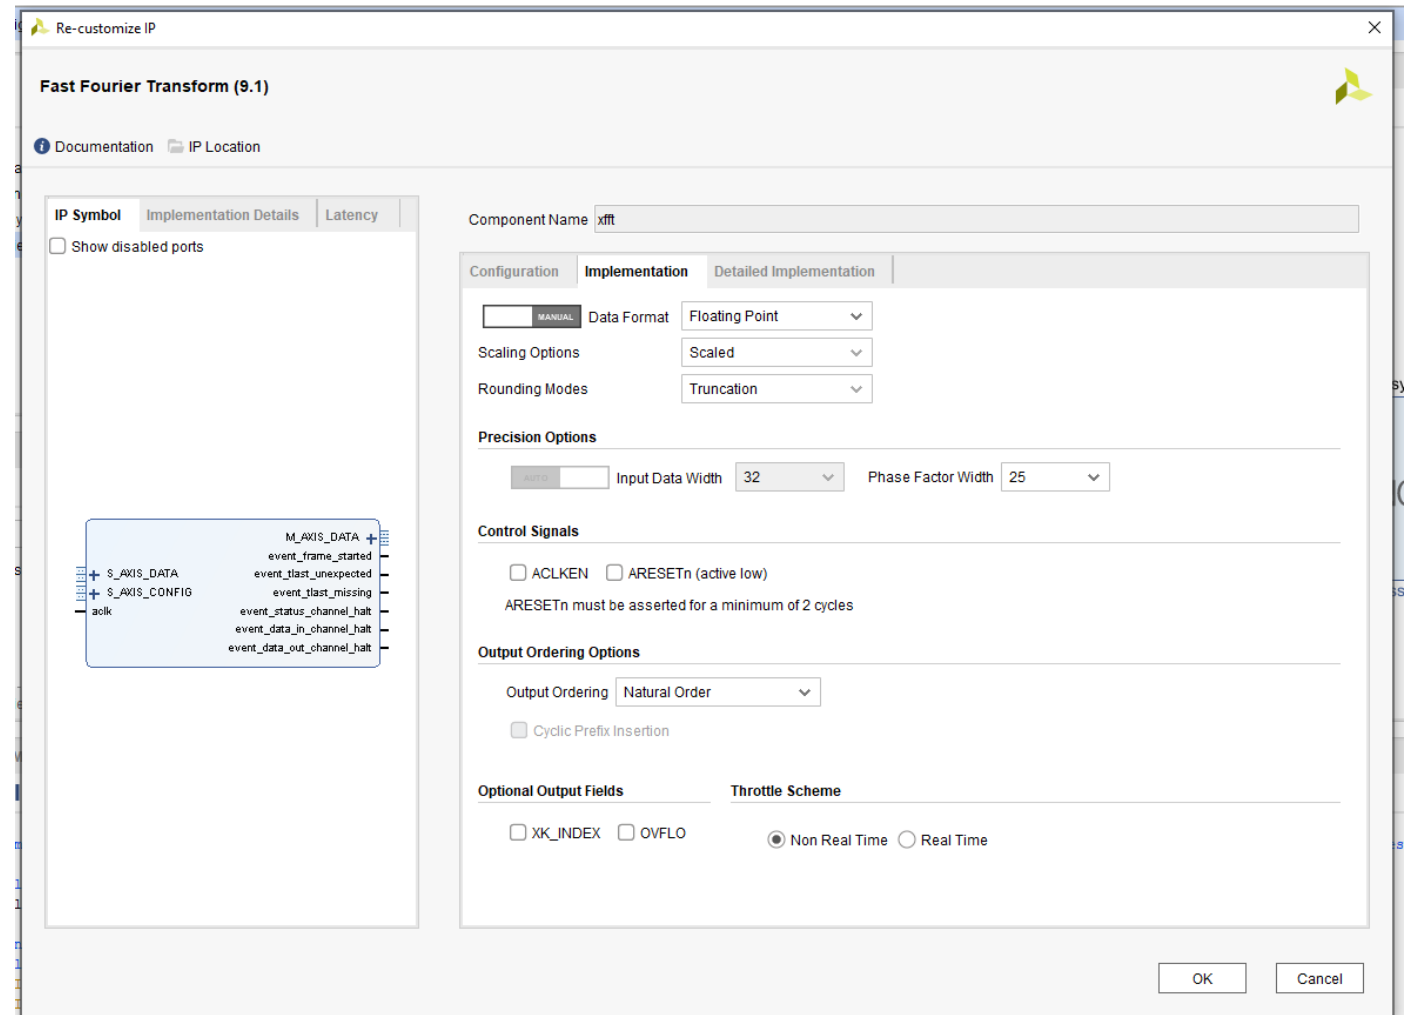 Re-customize IP
Fast Fourier Transform (9.1)
Documentation IP Location
IP Symbol Implementation Details Latency
Show disabled ports
M_AXIS_DATA
event_frame_started
S_AXIS_DATA event_tlast_unexpected
S_AXIS_CONFIG event_tlast_missing
aclk event_status_channel_halt
event_data_in_channel_halt
event_data_out_channel_halt
Component Name xfft
Configuration Implementation Detailed Implementation
MANUAL Data Format Floating Point
Scaling Options Scaled
Rounding Modes Truncation
Precision Options
AUTO Input Data Width 32 Phase Factor Width 25
Control Signals
ACLKEN ARESETn (active low)
ARESETn must be asserted for a minimum of 2 cycles
Output Ordering Options
Output Ordering Natural Order
Cyclic Prefix Insertion
Optional Output Fields Throttle Scheme
XK_INDEX OVFLO Non Real Time Real Time
OK Cancel